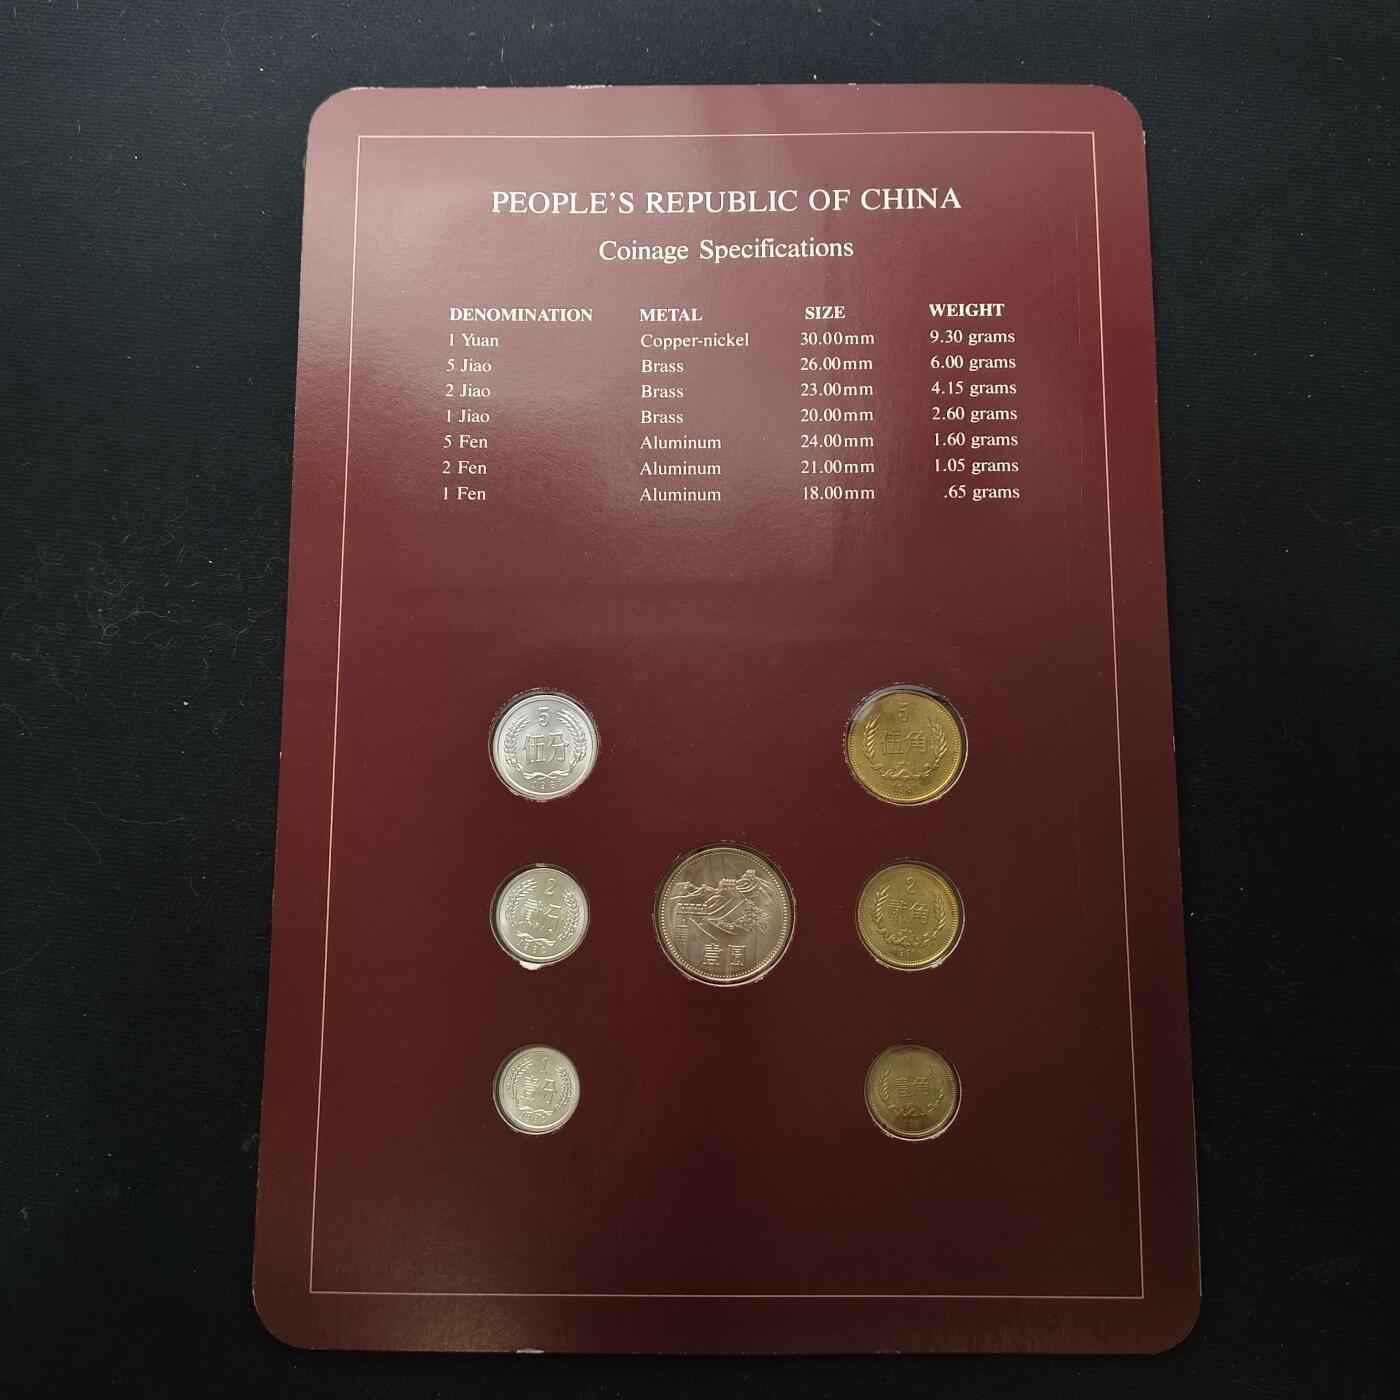 PEOPLE'S REPUBLIC OF CHINA
Coinage Specifications
DENOMINATION METAL SIZE WEIGHT
1 Yuan Copper-nickel 30.00mm 9.30 grams
5 Jiao Brass 26.00mm 6.00 grams
2 Jiao Brass 23.00mm 4.15 grams
1 Jiao Brass 20.00mm 2.60 grams
5 Fen Aluminum 24.00mm 1.60 grams
2 Fen Aluminum 21.00mm 1.05 grams
1 Fen Aluminum 18.00mm .65 grams
5
伍分
5
伍角
2
贰分
壹圆
2
贰角
1
壹分
1
壹角